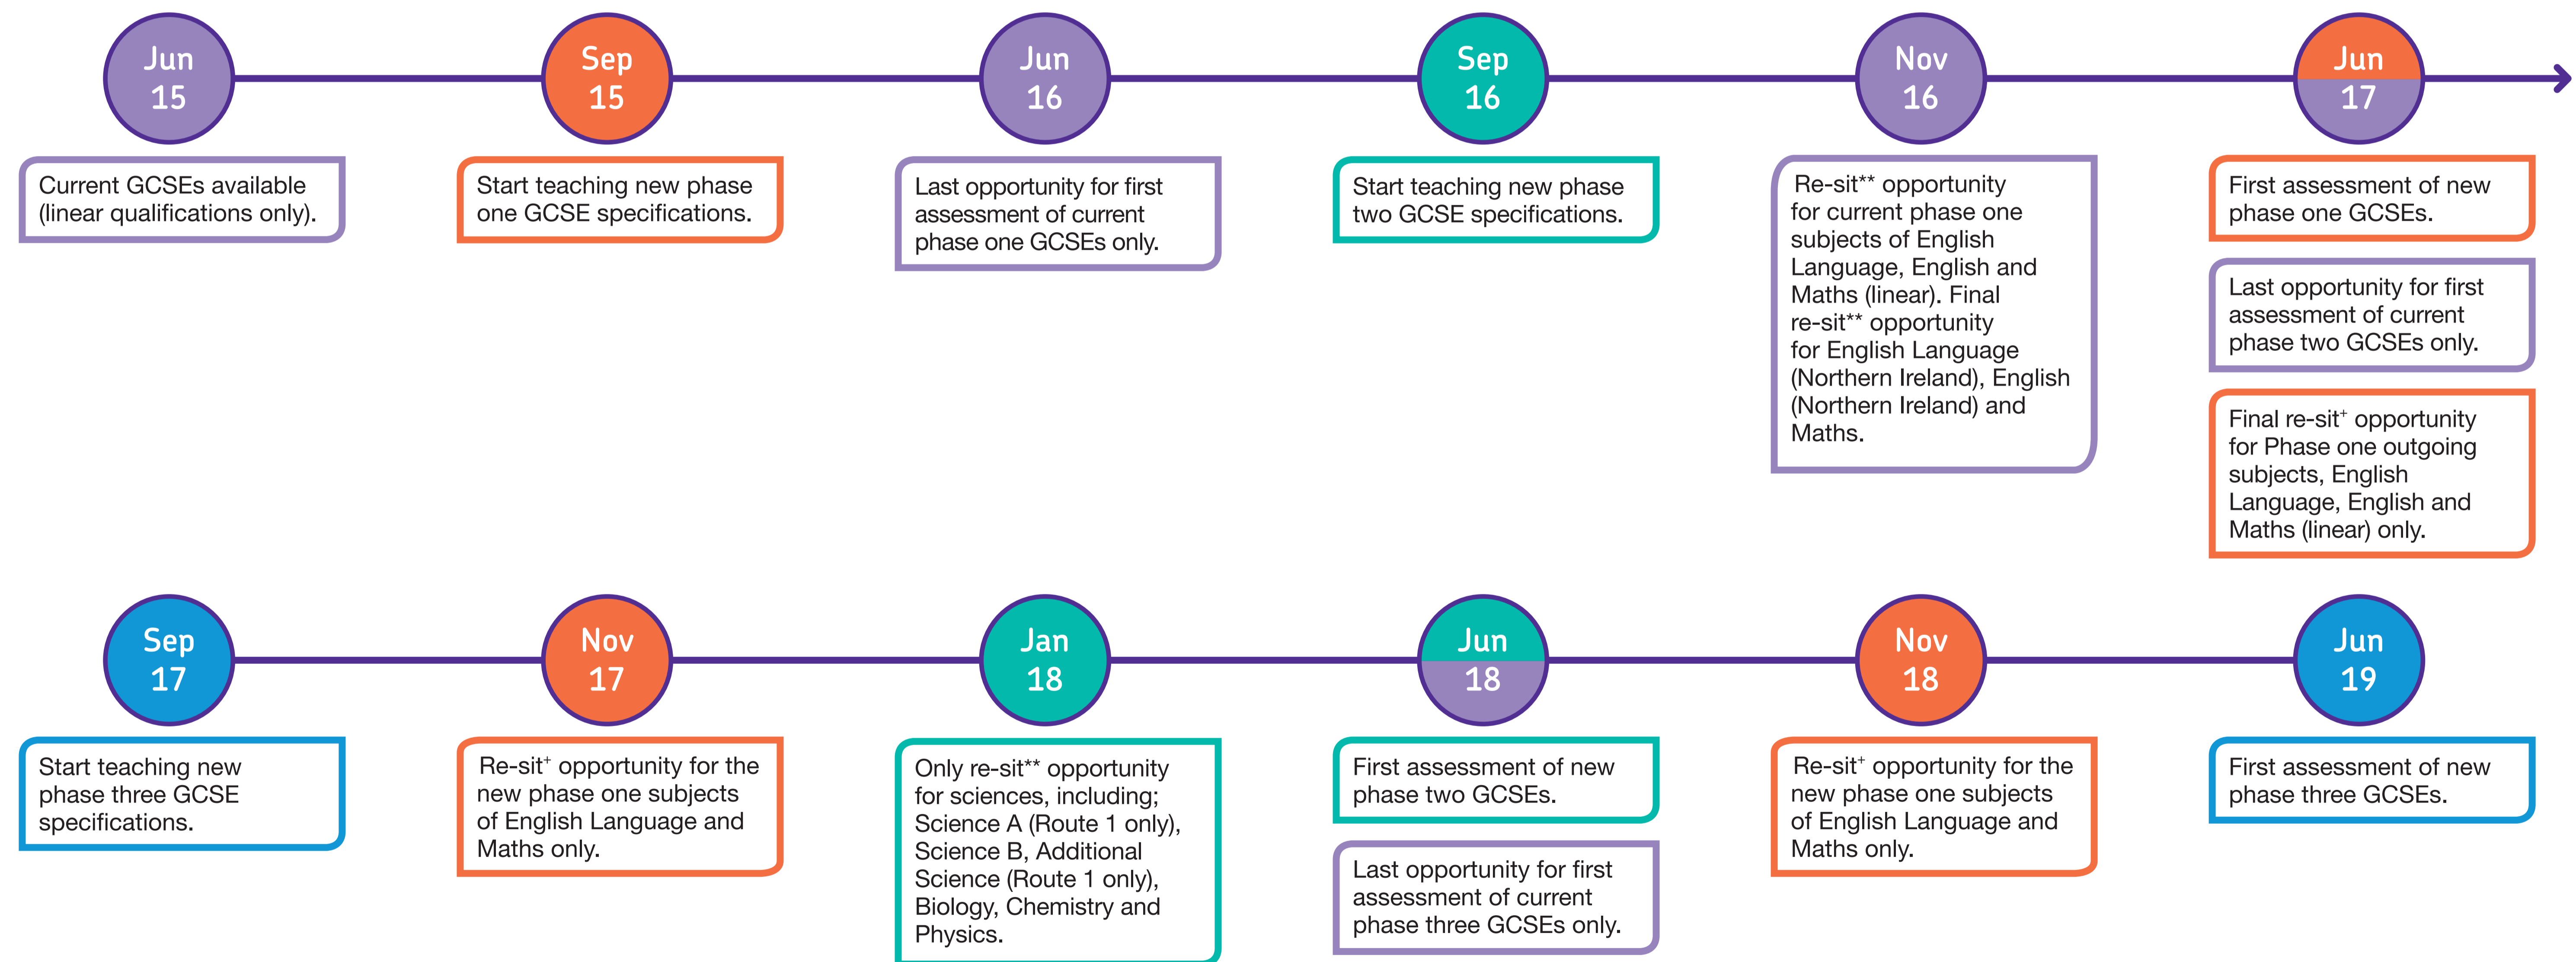 Jun
15
Sep
15
Jun
16
Sep
16
Nov
16
Jun
17
Current GCSEs available
(linear qualifications only).
Start teaching new phase
one GCSE specifications.
Last opportunity for first
assessment of current
phase one GCSEs only.
Start teaching new phase
two GCSE specifications.
Re-sit** opportunity
for current phase one
subjects of English
Language, English and
Maths (linear). Final
re-sit** opportunity
for English Language
(Northern Ireland), English
(Northern Ireland) and
Maths.
First assessment of new
phase one GCSEs.
Last opportunity for first
assessment of current
phase two GCSEs only.
Final re-sit+ opportunity
for Phase one outgoing
subjects, English
Language, English and
Maths (linear) only.
Sep
17
Nov
17
Jan
18
Jun
18
Nov
18
Jun
19
Start teaching new
phase three GCSE
specifications.
Re-sit+ opportunity for the
new phase one subjects
of English Language and
Maths only.
Only re-sit** opportunity
for sciences, including;
Science A (Route 1 only),
Science B, Additional
Science (Route 1 only),
Biology, Chemistry and
Physics.
First assessment of new
phase two GCSEs.
Last opportunity for first
assessment of current
phase three GCSEs only.
Re-sit+ opportunity for the
new phase one subjects
of English Language and
Maths only.
First assessment of new
phase three GCSEs.